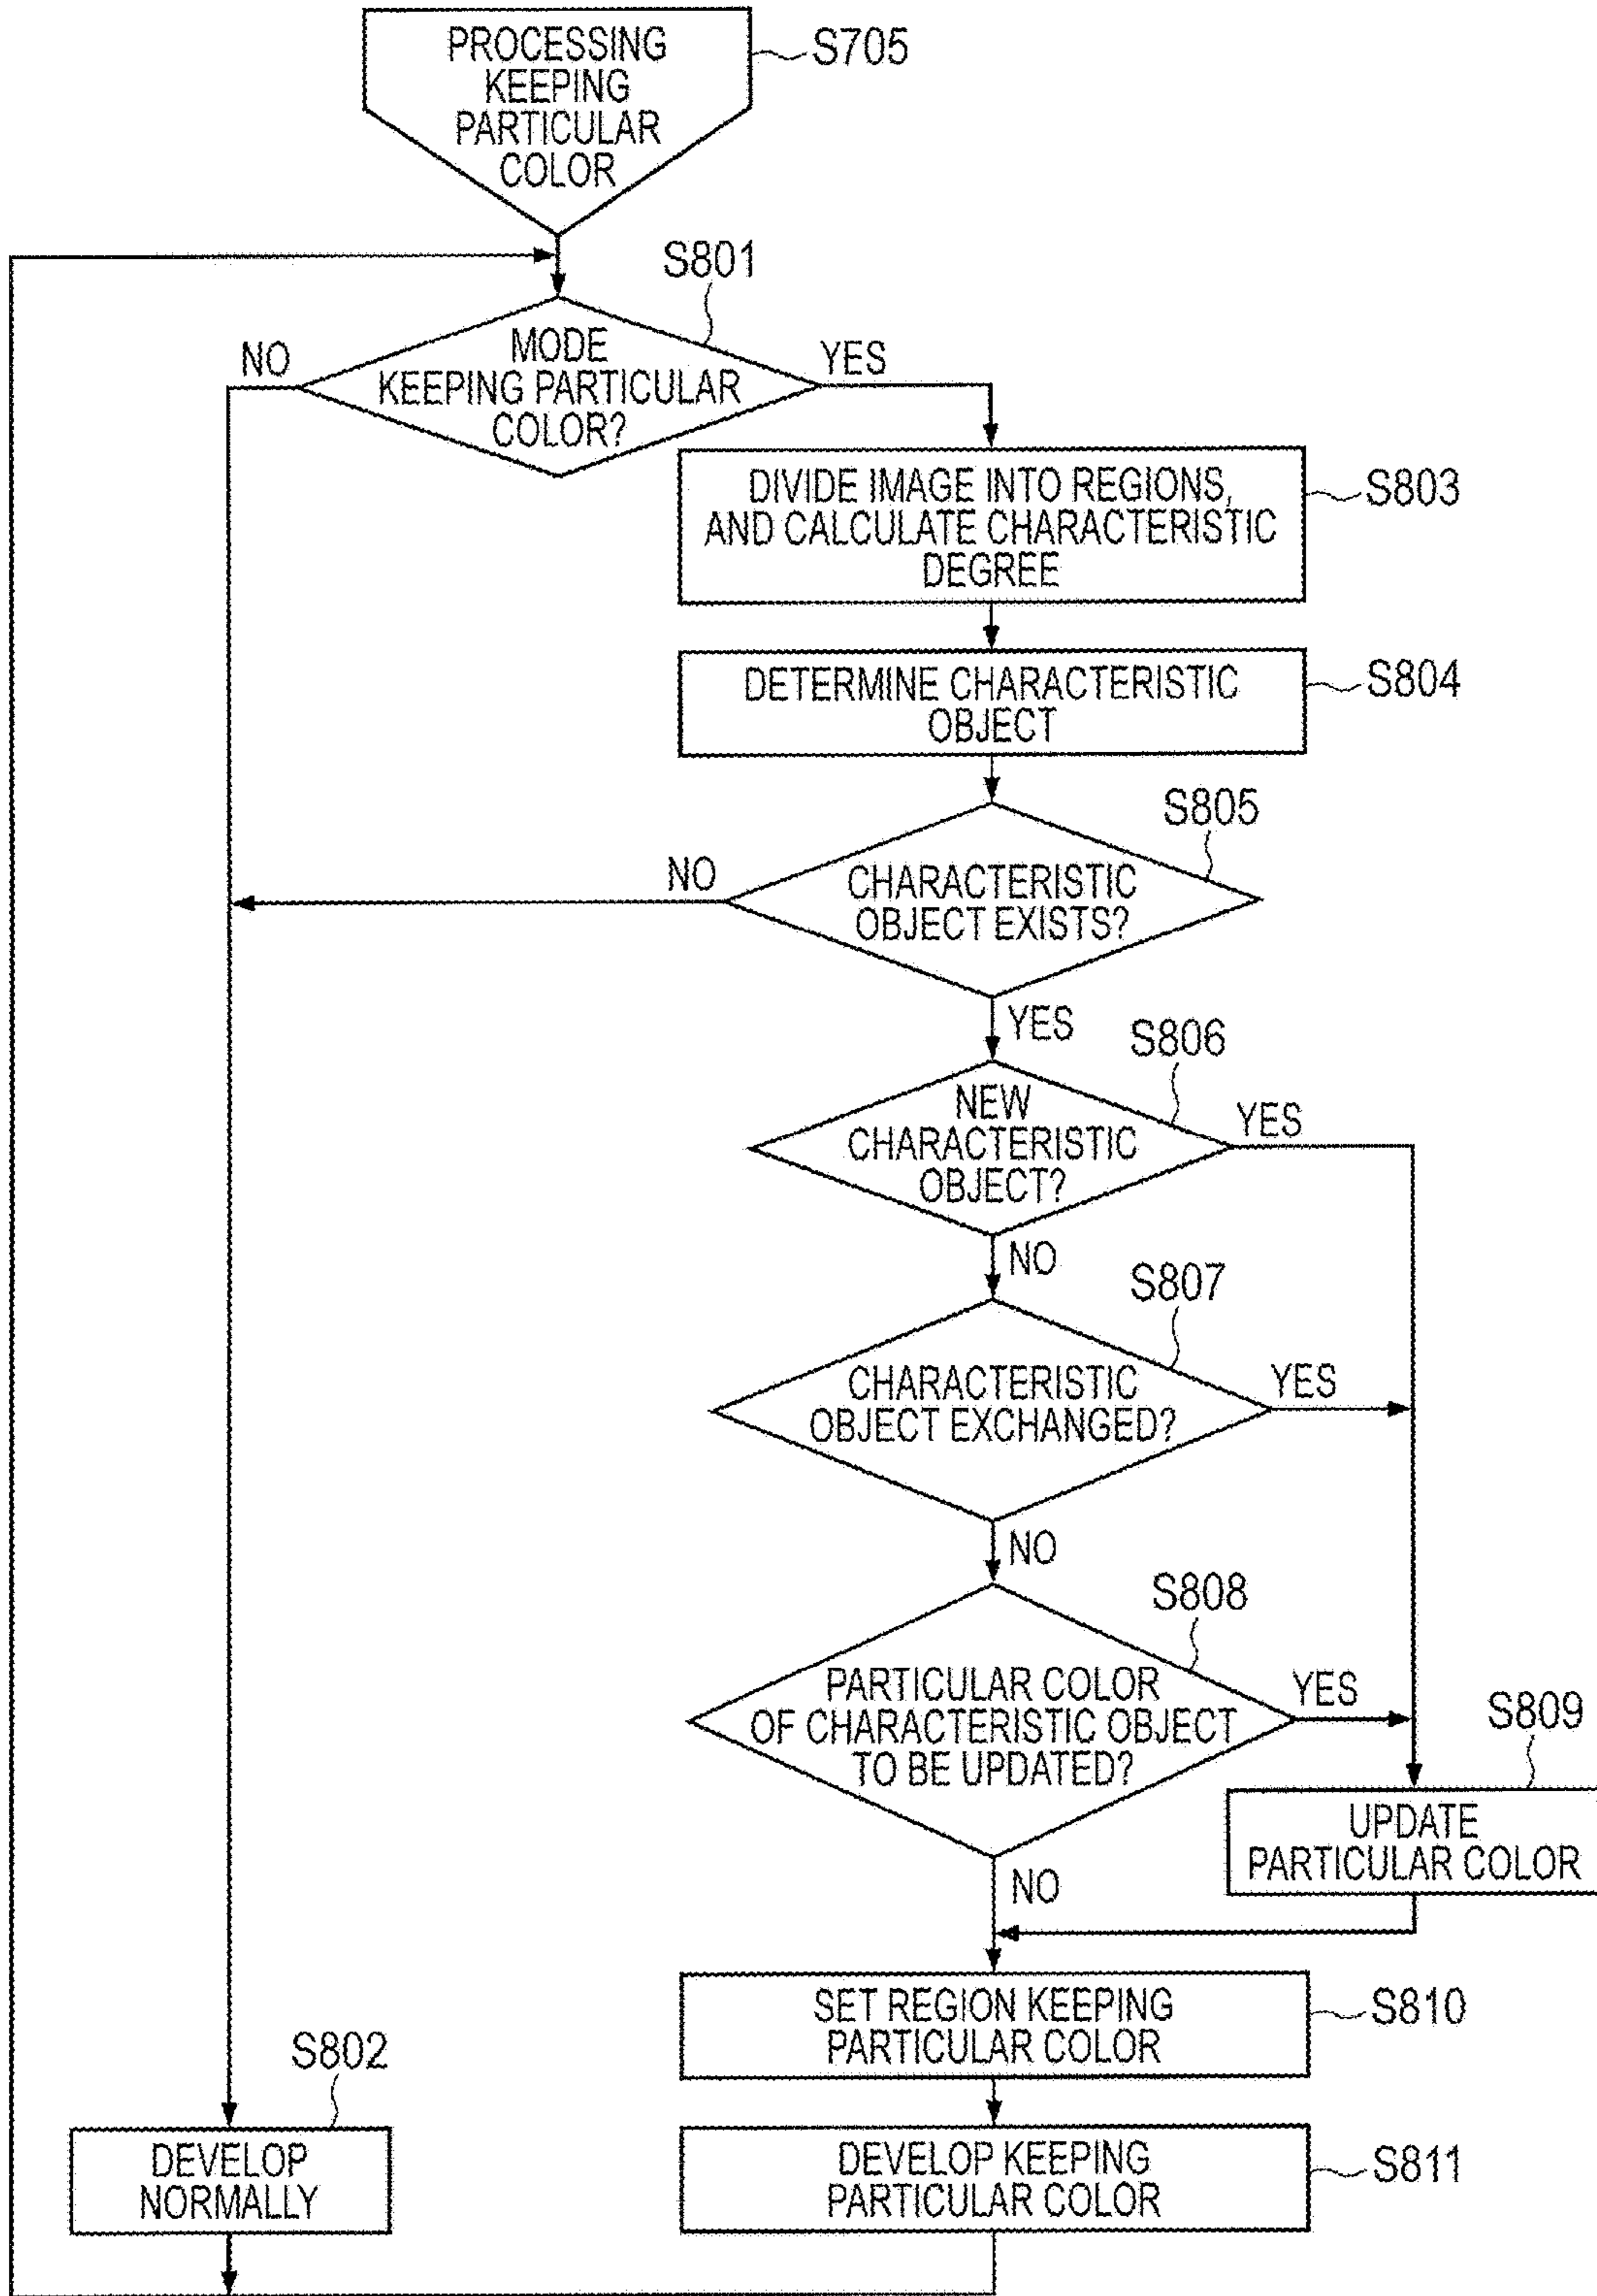 PROCESSING
KEEPING
PARTICULAR
COLOR
S705
S801
MODE
KEEPING PARTICULAR
COLOR?
NO
YES
DIVIDE IMAGE INTO REGIONS,
AND CALCULATE CHARACTERISTIC
DEGREE
S803
DETERMINE CHARACTERISTIC
OBJECT
S804
S805
CHARACTERISTIC
OBJECT EXISTS?
NO
YES
S806
NEW
CHARACTERISTIC
OBJECT?
YES
NO
S807
CHARACTERISTIC
OBJECT EXCHANGED?
YES
NO
S808
PARTICULAR COLOR
OF CHARACTERISTIC OBJECT
TO BE UPDATED?
YES
NO
S809
UPDATE
PARTICULAR COLOR
SET REGION KEEPING
PARTICULAR COLOR
S810
S802
DEVELOP
NORMALLY
DEVELOP KEEPING
PARTICULAR COLOR
S811